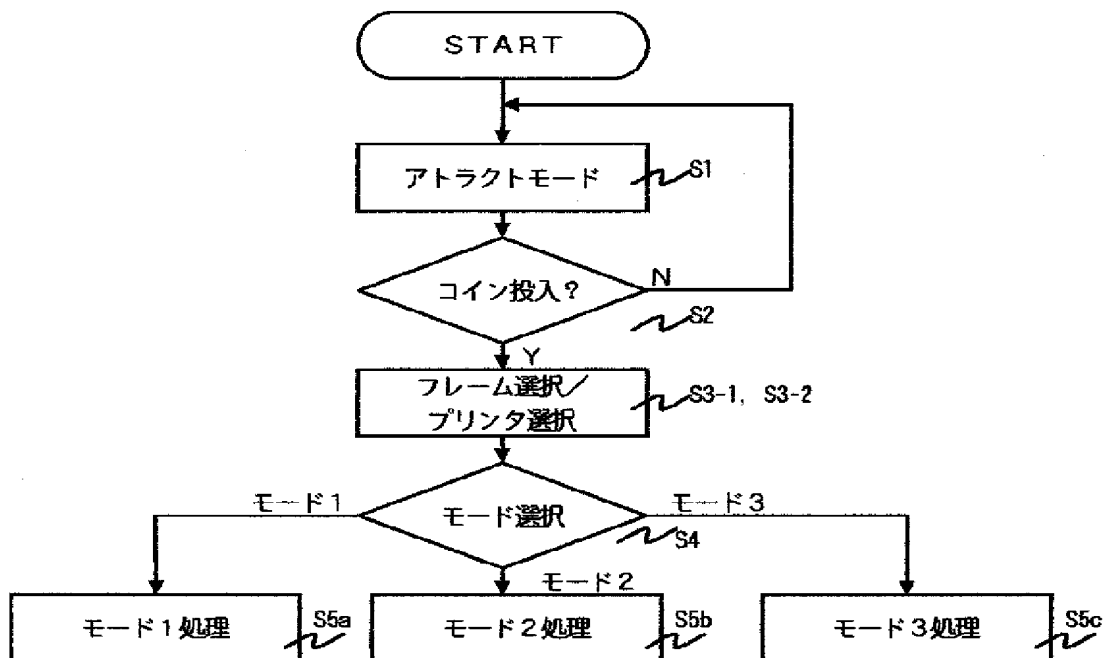 START
アトラクトモード
S1
コイン投入?
N
S2
Y
フレーム選択/
プリンタ選択
S3-1, S3-2
モード1
モード選択
モード3
S4
モード2
モード1処理
S5a
モード2処理
S5b
モード3処理
S5c